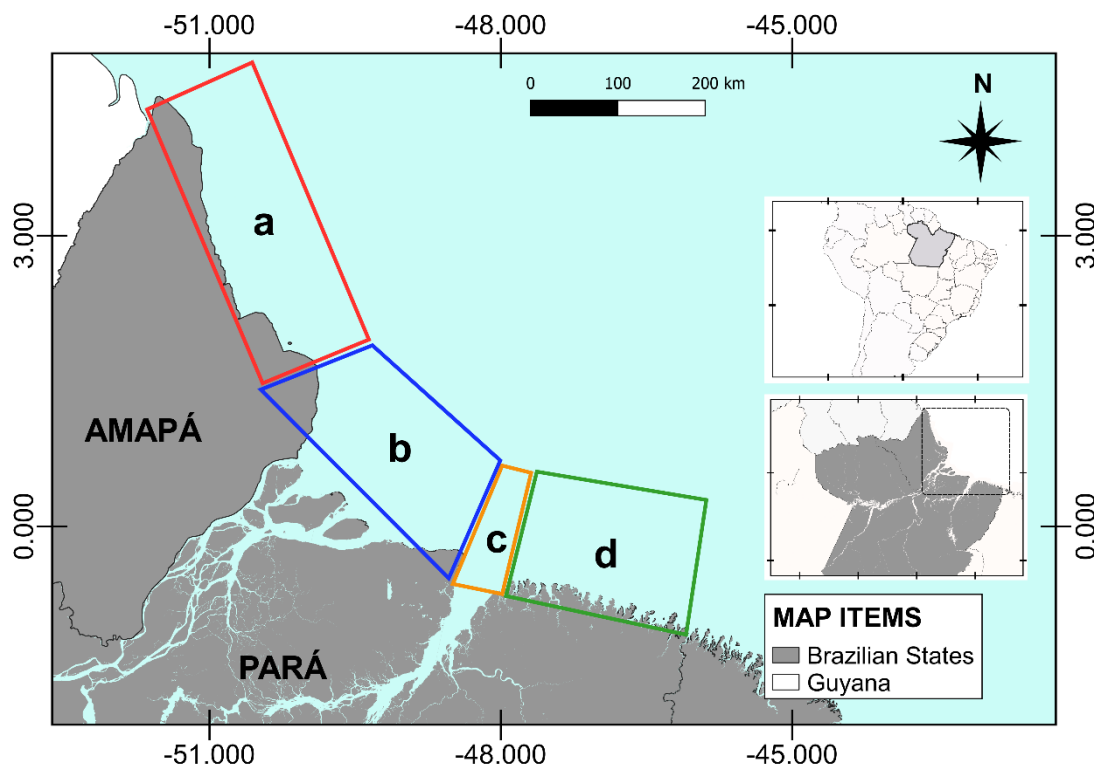 -51.000 -48.000 -45.000
0 100 200 km
N
a
3.000 3.000
AMAPÁ
b
c
d
0.000 0.000
PARÁ
MAP ITEMS
Brazilian States
Guyana
-51.000 -48.000 -45.000